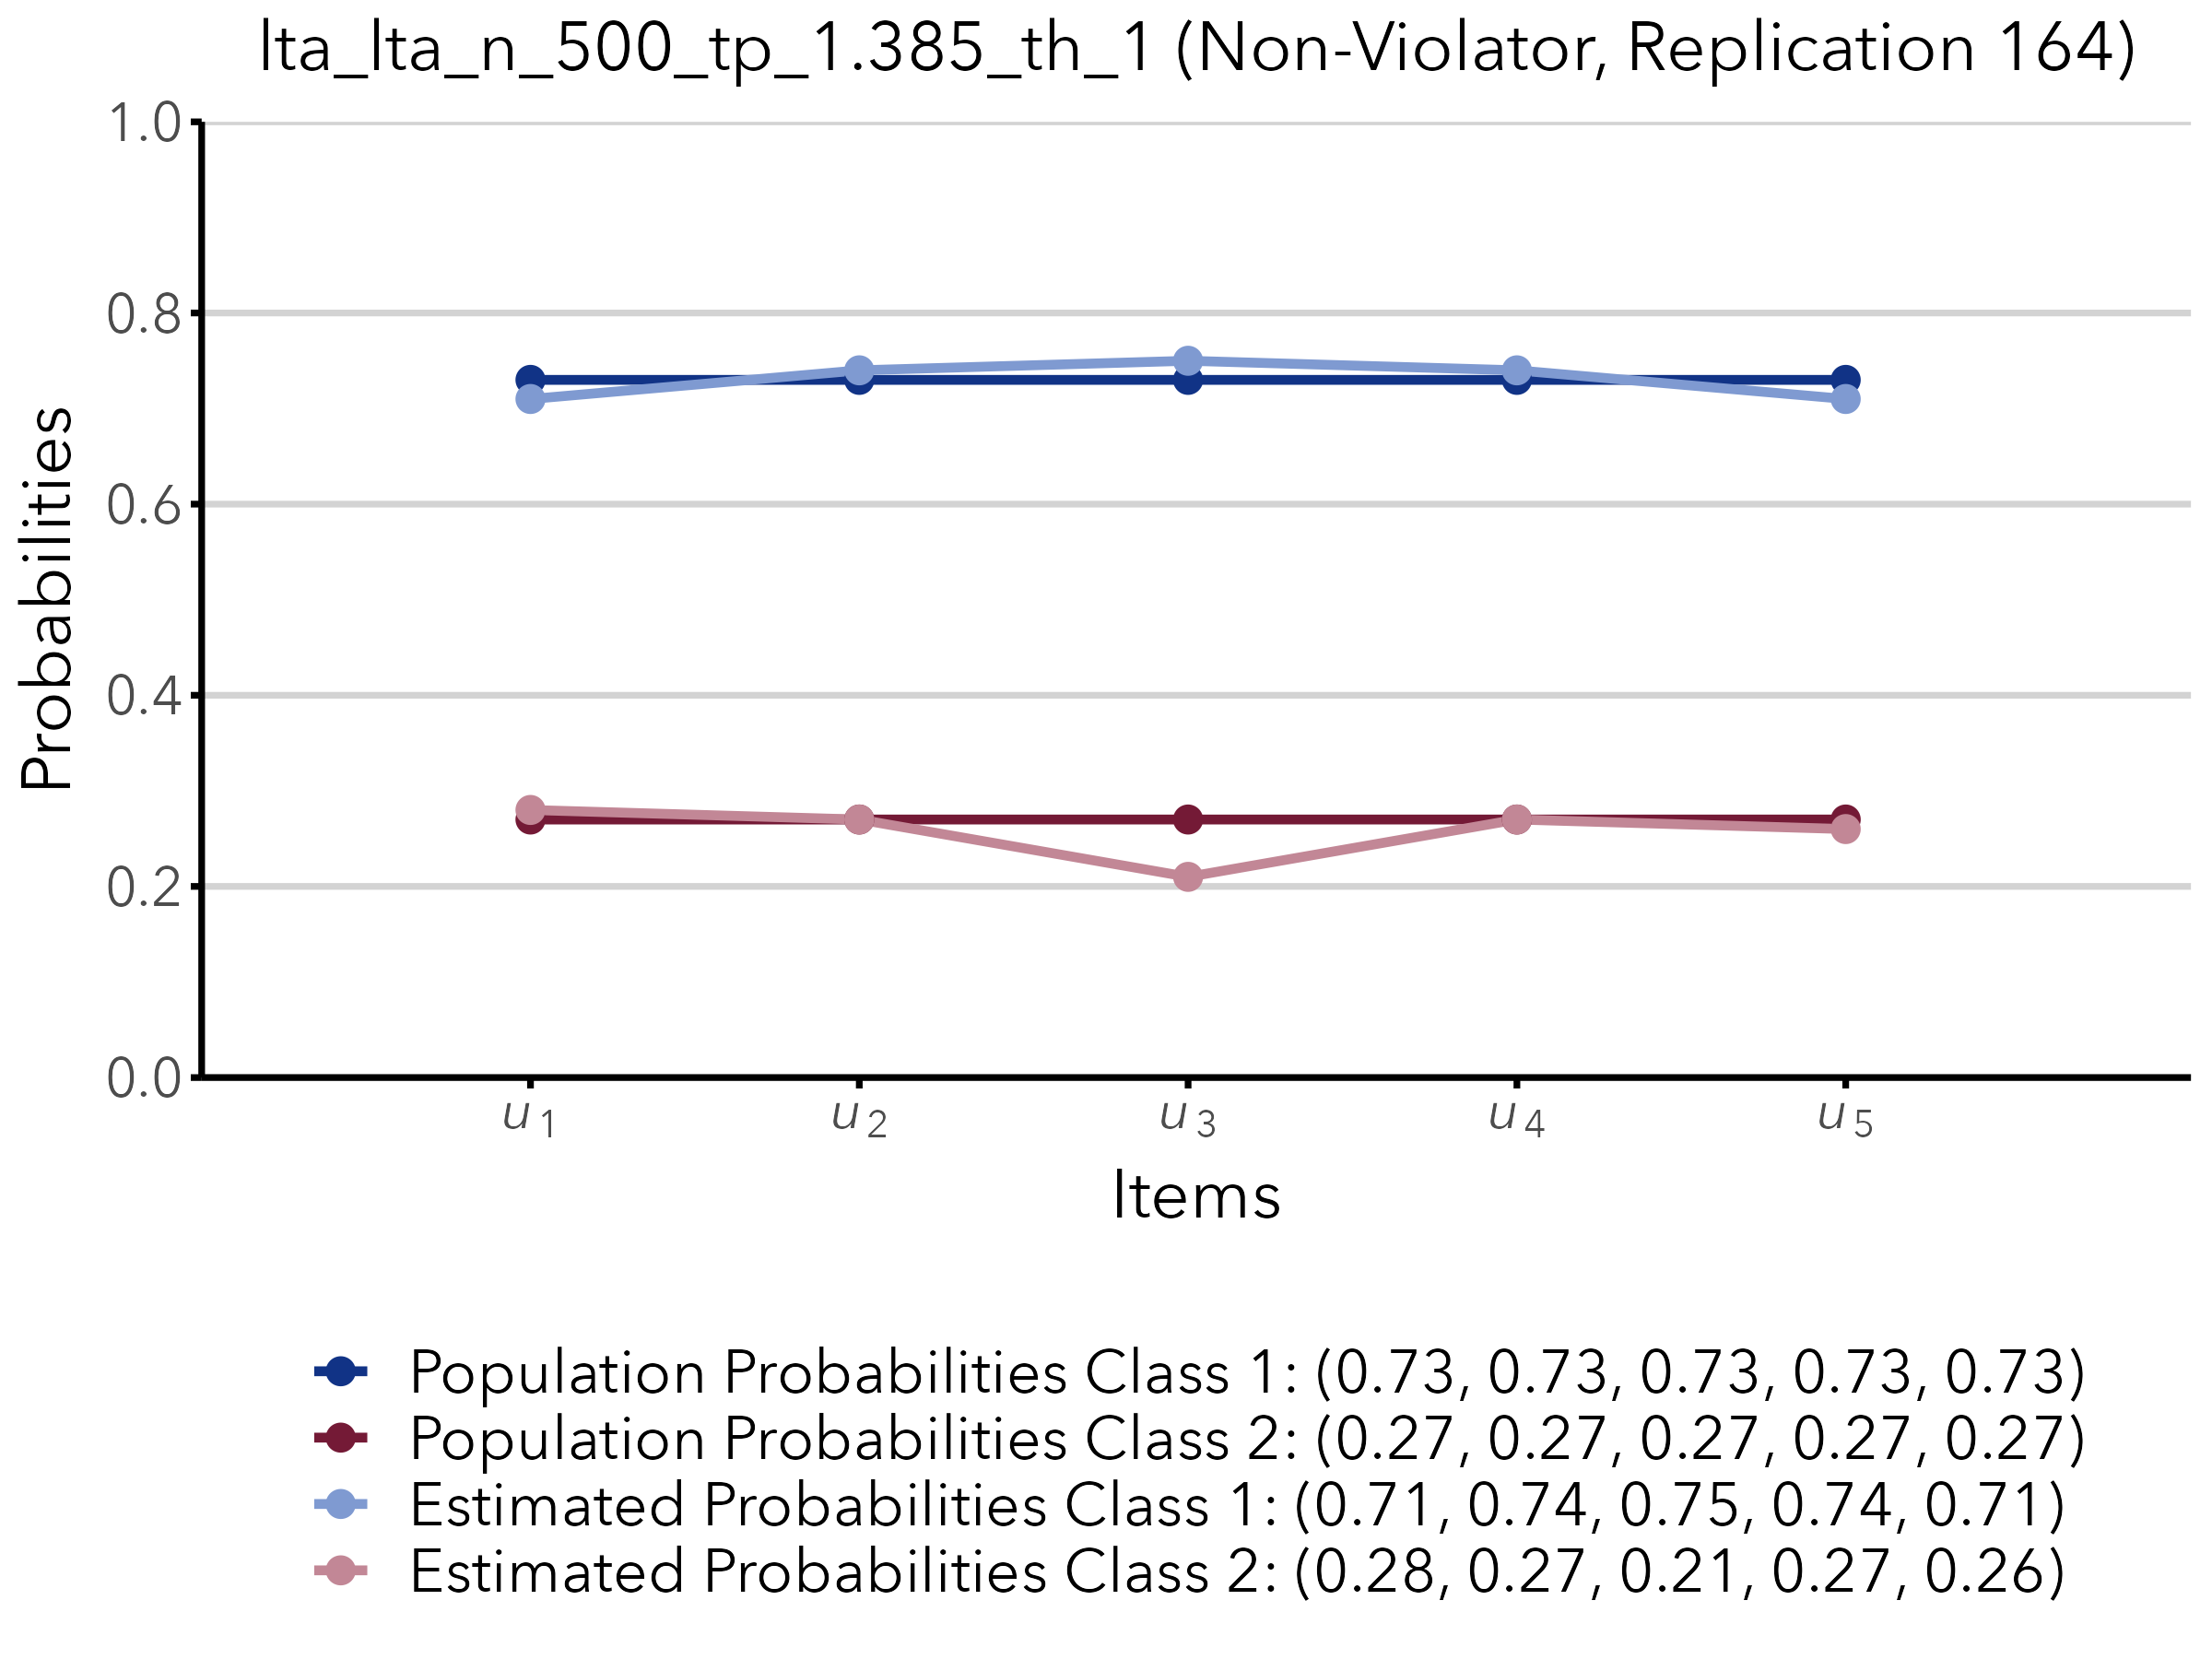 lta_lta_n_500_tp_1.385_th_1 (Non-Violator, Replication 164)
1.0
0.8
0.6
0.4
0.2
0.0
Probabilities
u1 u2 u3 u4 u5
Items
Population Probabilities Class 1: (0.73, 0.73, 0.73, 0.73, 0.73)
Population Probabilities Class 2: (0.27, 0.27, 0.27, 0.27, 0.27)
Estimated Probabilities Class 1: (0.71, 0.74, 0.75, 0.74, 0.71)
Estimated Probabilities Class 2: (0.28, 0.27, 0.21, 0.27, 0.26)